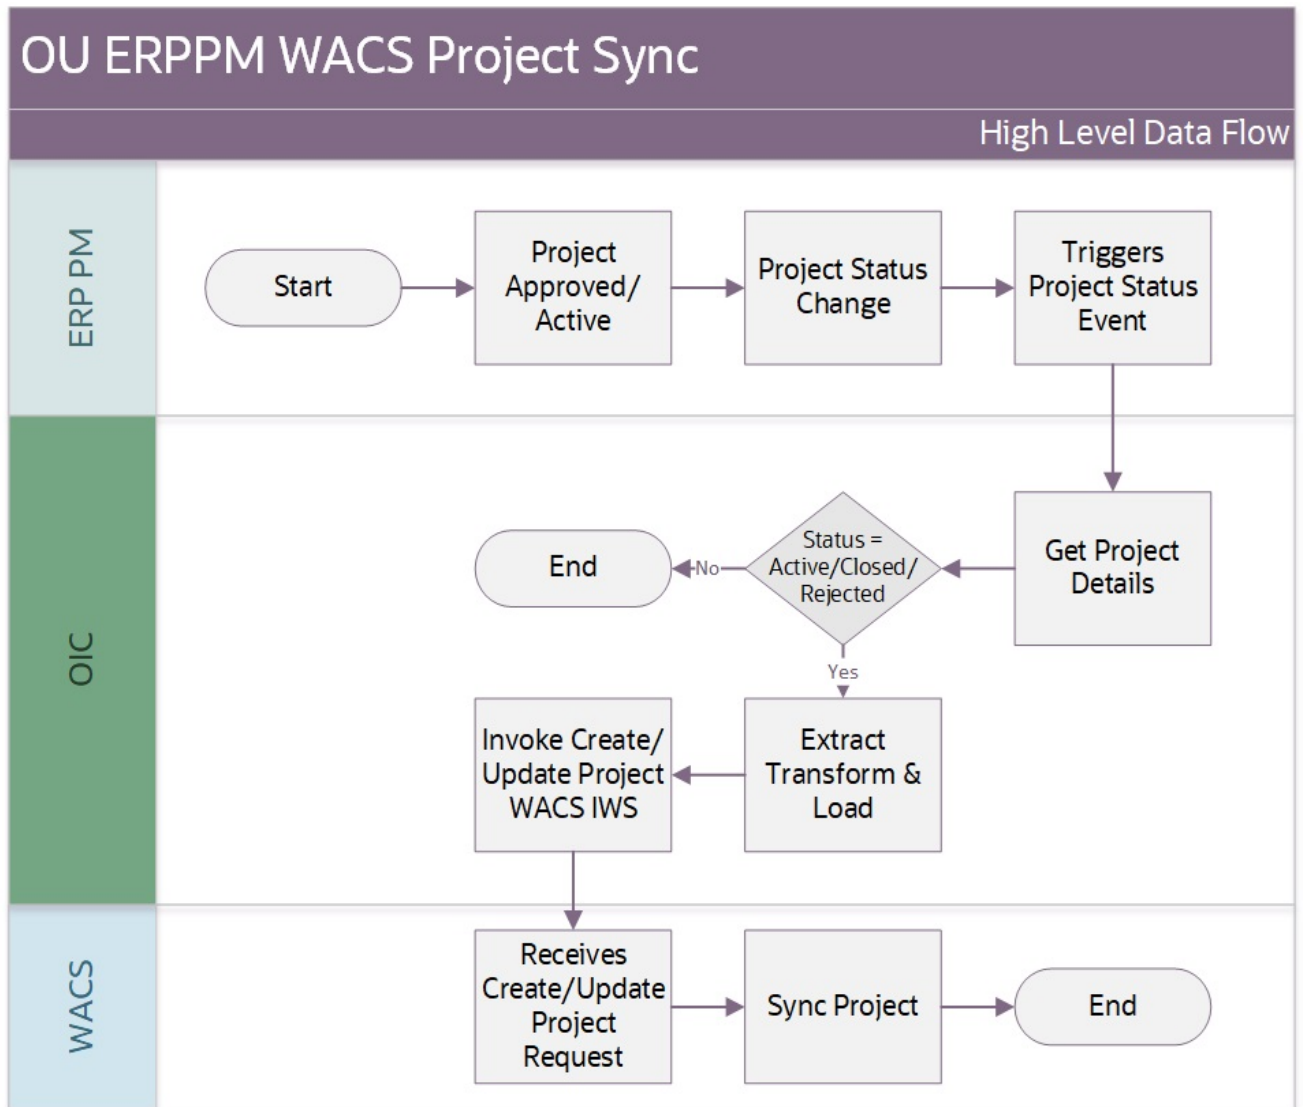 OU ERPPM WACS Project Sync
High Level Data Flow
ERP PM
Start
Project
Approved/
Active
Project Status
Change
Triggers
Project Status
Event
OIC
End
No
Status =
Active/Closed/
Rejected
Get Project
Details
Yes
Invoke Create/
Update Project
WACS IWS
Extract
Transform &
Load
WACS
Receives
Create/Update
Project
Request
Sync Project
End